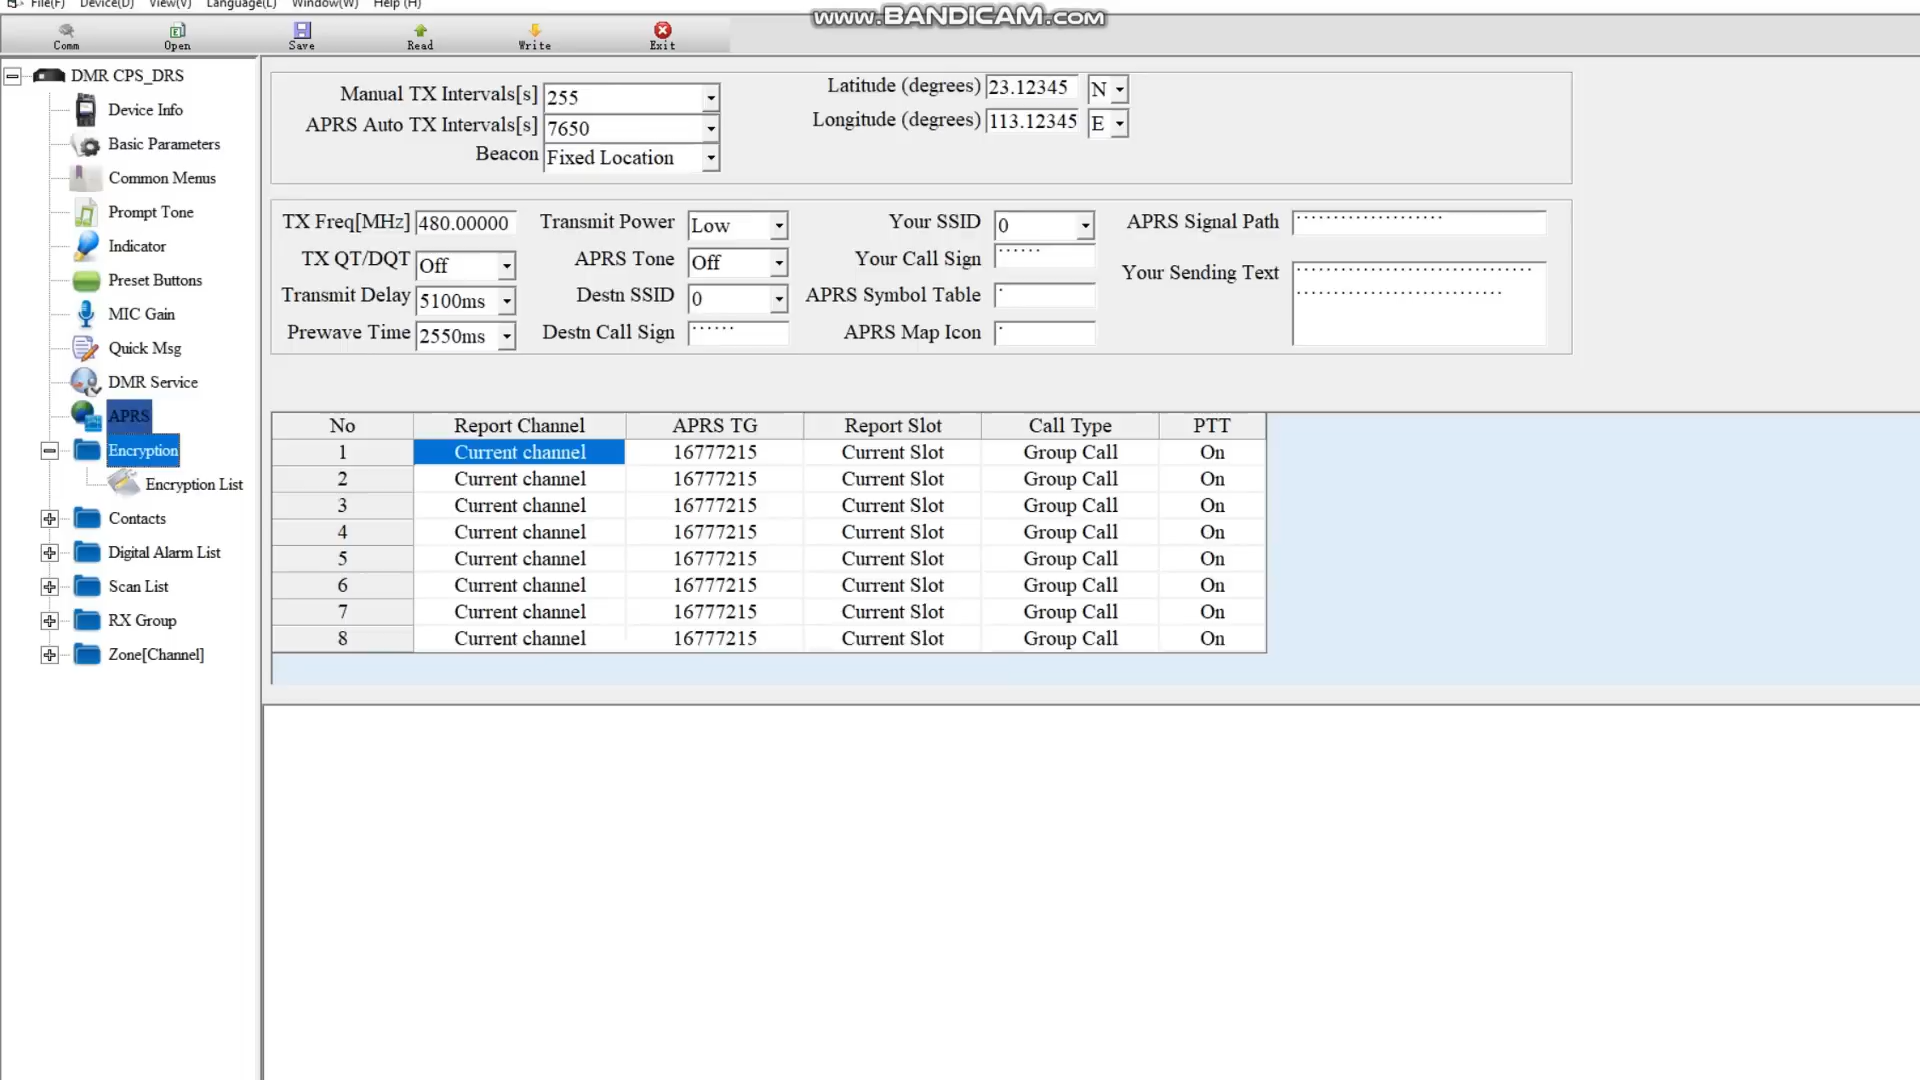 File(F) Device(D) View(V) Language(L) Window(W) Help (H)
www.BANDICAM.com
Comm Open Save Read Write Exit
DMR CPS_DRS
Device Info
Basic Parameters
Common Menus
Prompt Tone
Indicator
Preset Buttons
MIC Gain
Quick Msg
DMR Service
APRS
Encryption
Encryption List
Contacts
Digital Alarm List
Scan List
RX Group
Zone[Channel]
Manual TX Intervals[s] 255
APRS Auto TX Intervals[s] 7650
Beacon Fixed Location
Latitude (degrees) 23.12345 N
Longitude (degrees) 113.12345 E
TX Freq[MHz] 480.00000 Transmit Power Low Your SSID 0 APRS Signal Path
TX QT/DQT Off APRS Tone Off Your Call Sign Your Sending Text
Transmit Delay 5100ms Destn SSID 0 APRS Symbol Table
Prewave Time 2550ms Destn Call Sign APRS Map Icon
No Report Channel APRS TG Report Slot Call Type PTT
1 Current channel 16777215 Current Slot Group Call On
2 Current channel 16777215 Current Slot Group Call On
3 Current channel 16777215 Current Slot Group Call On
4 Current channel 16777215 Current Slot Group Call On
5 Current channel 16777215 Current Slot Group Call On
6 Current channel 16777215 Current Slot Group Call On
7 Current channel 16777215 Current Slot Group Call On
8 Current channel 16777215 Current Slot Group Call On